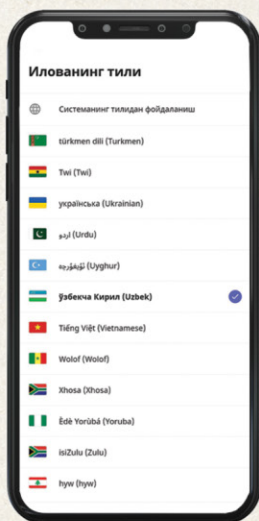 Илованинг тили
Системанинг тилидан фойдаланиш
türkmen dili (Turkmen)
Twi (Twi)
українська (Ukrainian)
اردو (Urdu)
ئۇيغۇرچە (Uyghur)
ўзбекча Кирил (Uzbek)
Tiếng Việt (Vietnamese)
Wolof (Wolof)
Xhosa (Xhosa)
Èdè Yorùbá (Yoruba)
isiZulu (Zulu)
hyw (hyw)